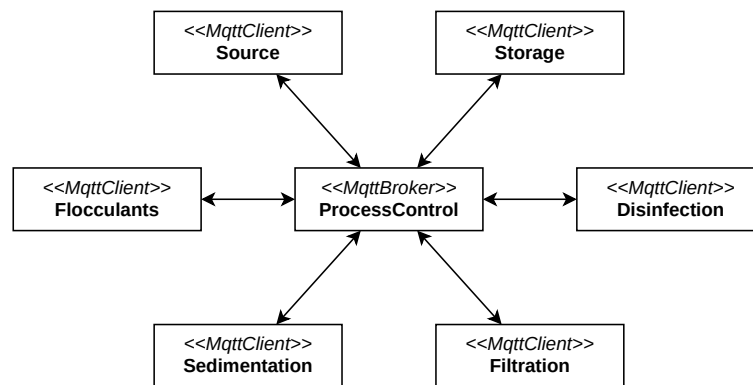 <<MqttClient>>
Source
<<MqttClient>>
Storage
<<MqttClient>>
Flocculants
<<MqttBroker>>
ProcessControl
<<MqttClient>>
Disinfection
<<MqttClient>>
Sedimentation
<<MqttClient>>
Filtration